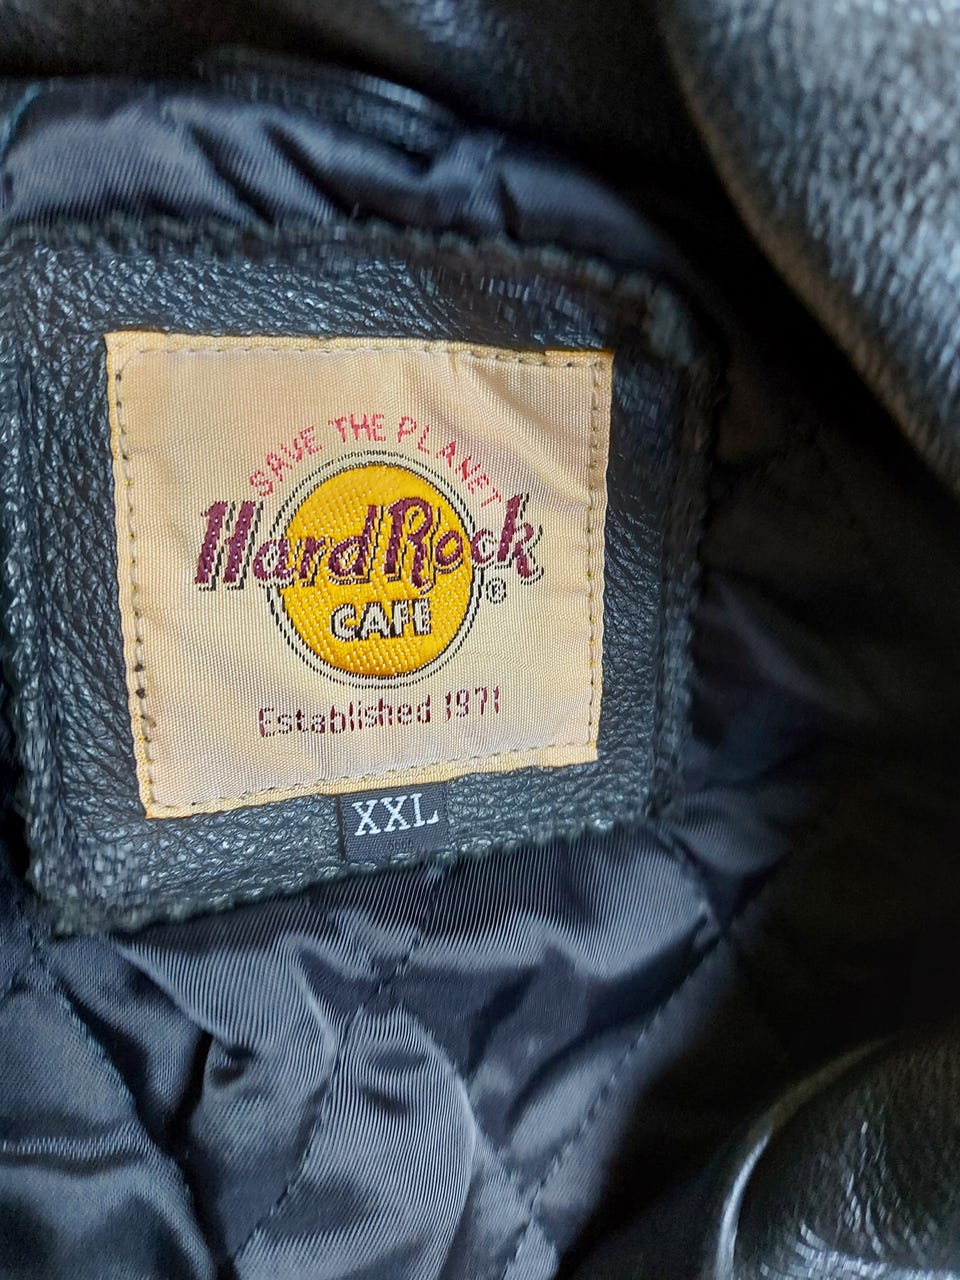 SAVE THE PLANET
Hard Rock
CAFE
®
Established 1971
XXL